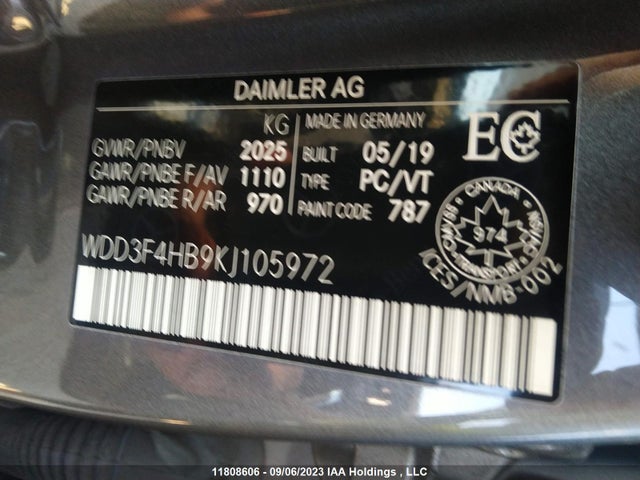 DAIMLER AG
KG
GVWR/PNBV 2025
GAWR/PNBE F/AV 1110
GAWR/PNBE R/AR 970
MADE IN GERMANY
BUILT 05/19
TYPE PC/VT
PAINT CODE 787
EC
CANADA
974
TRANSPORT
ICES/NMB-002
WDD3F4HB9KJ105972
11808606 - 09/06/2023 IAA Holdings , LLC